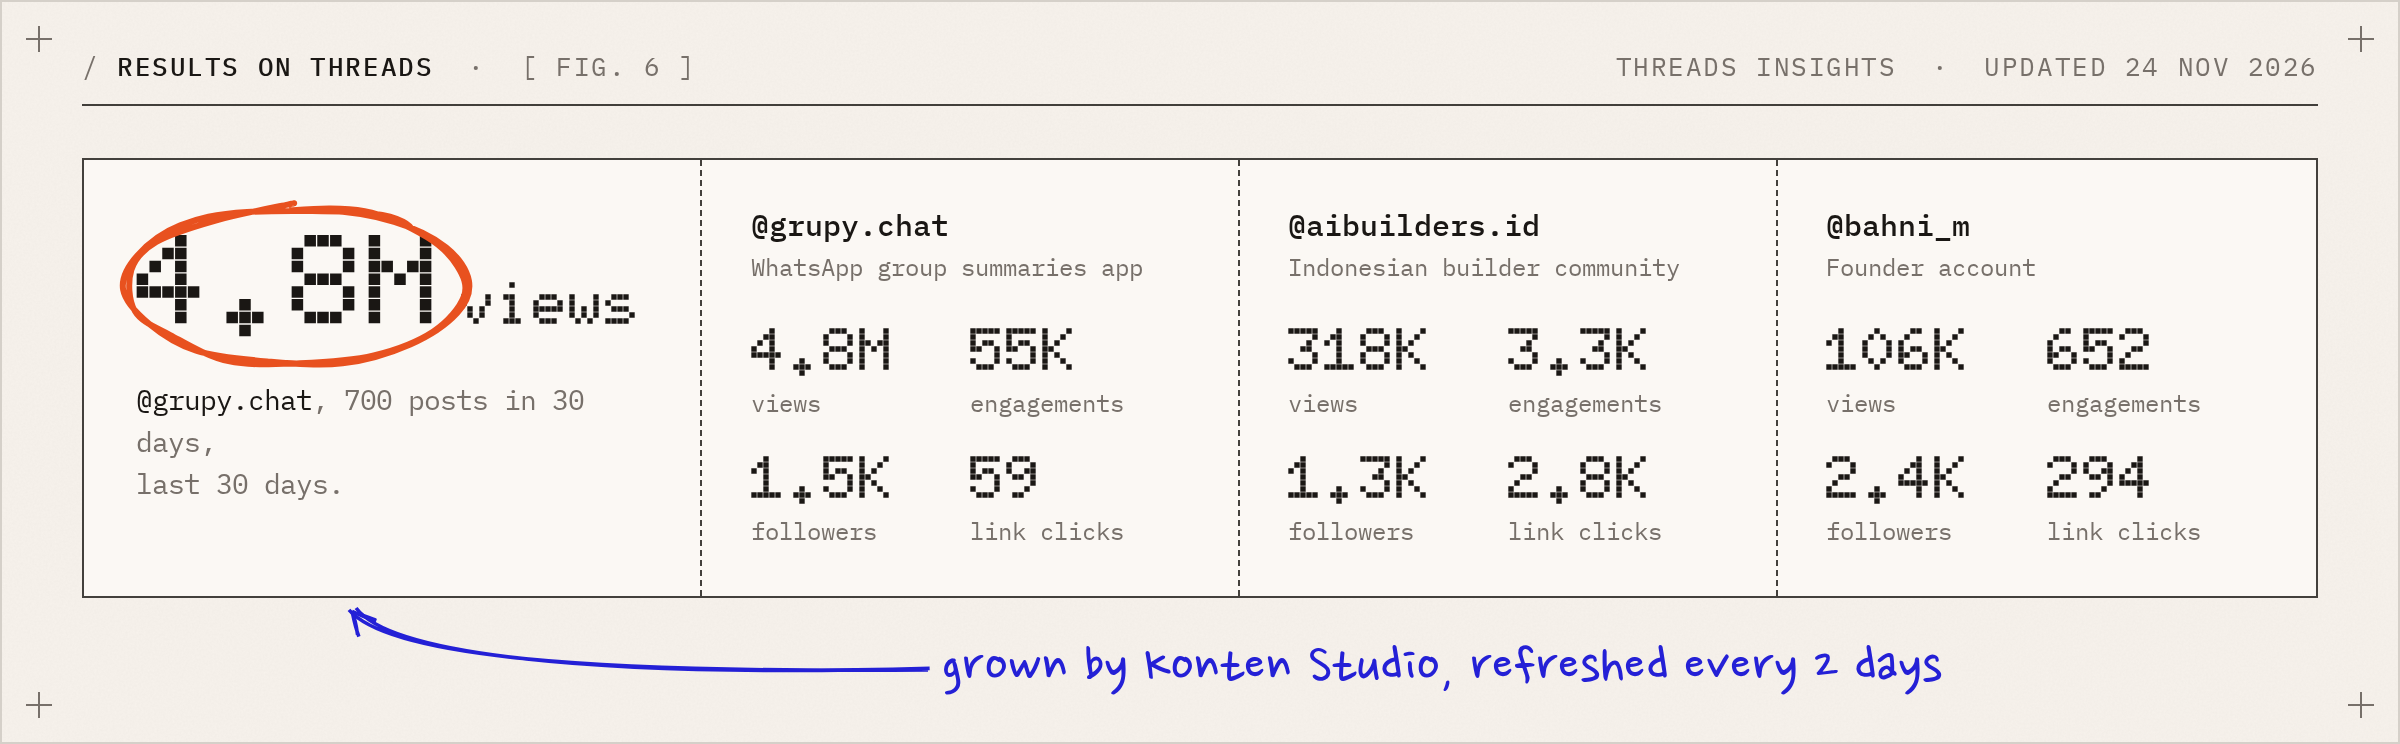 / RESULTS ON THREADS · [ FIG. 6 ]
THREADS INSIGHTS · UPDATED 24 NOV 2026
4.8M views
@grupy.chat, 700 posts in 30
days,
last 30 days.
@grupy.chat
WhatsApp group summaries app
4.8M 55K
views engagements
1.5K 59
followers link clicks
@aibuilders.id
Indonesian builder community
318K 3.3K
views engagements
1.3K 2.8K
followers link clicks
@bahni_m
Founder account
106K 652
views engagements
2.4K 294
followers link clicks
grown by Konten Studio, refreshed every 2 days